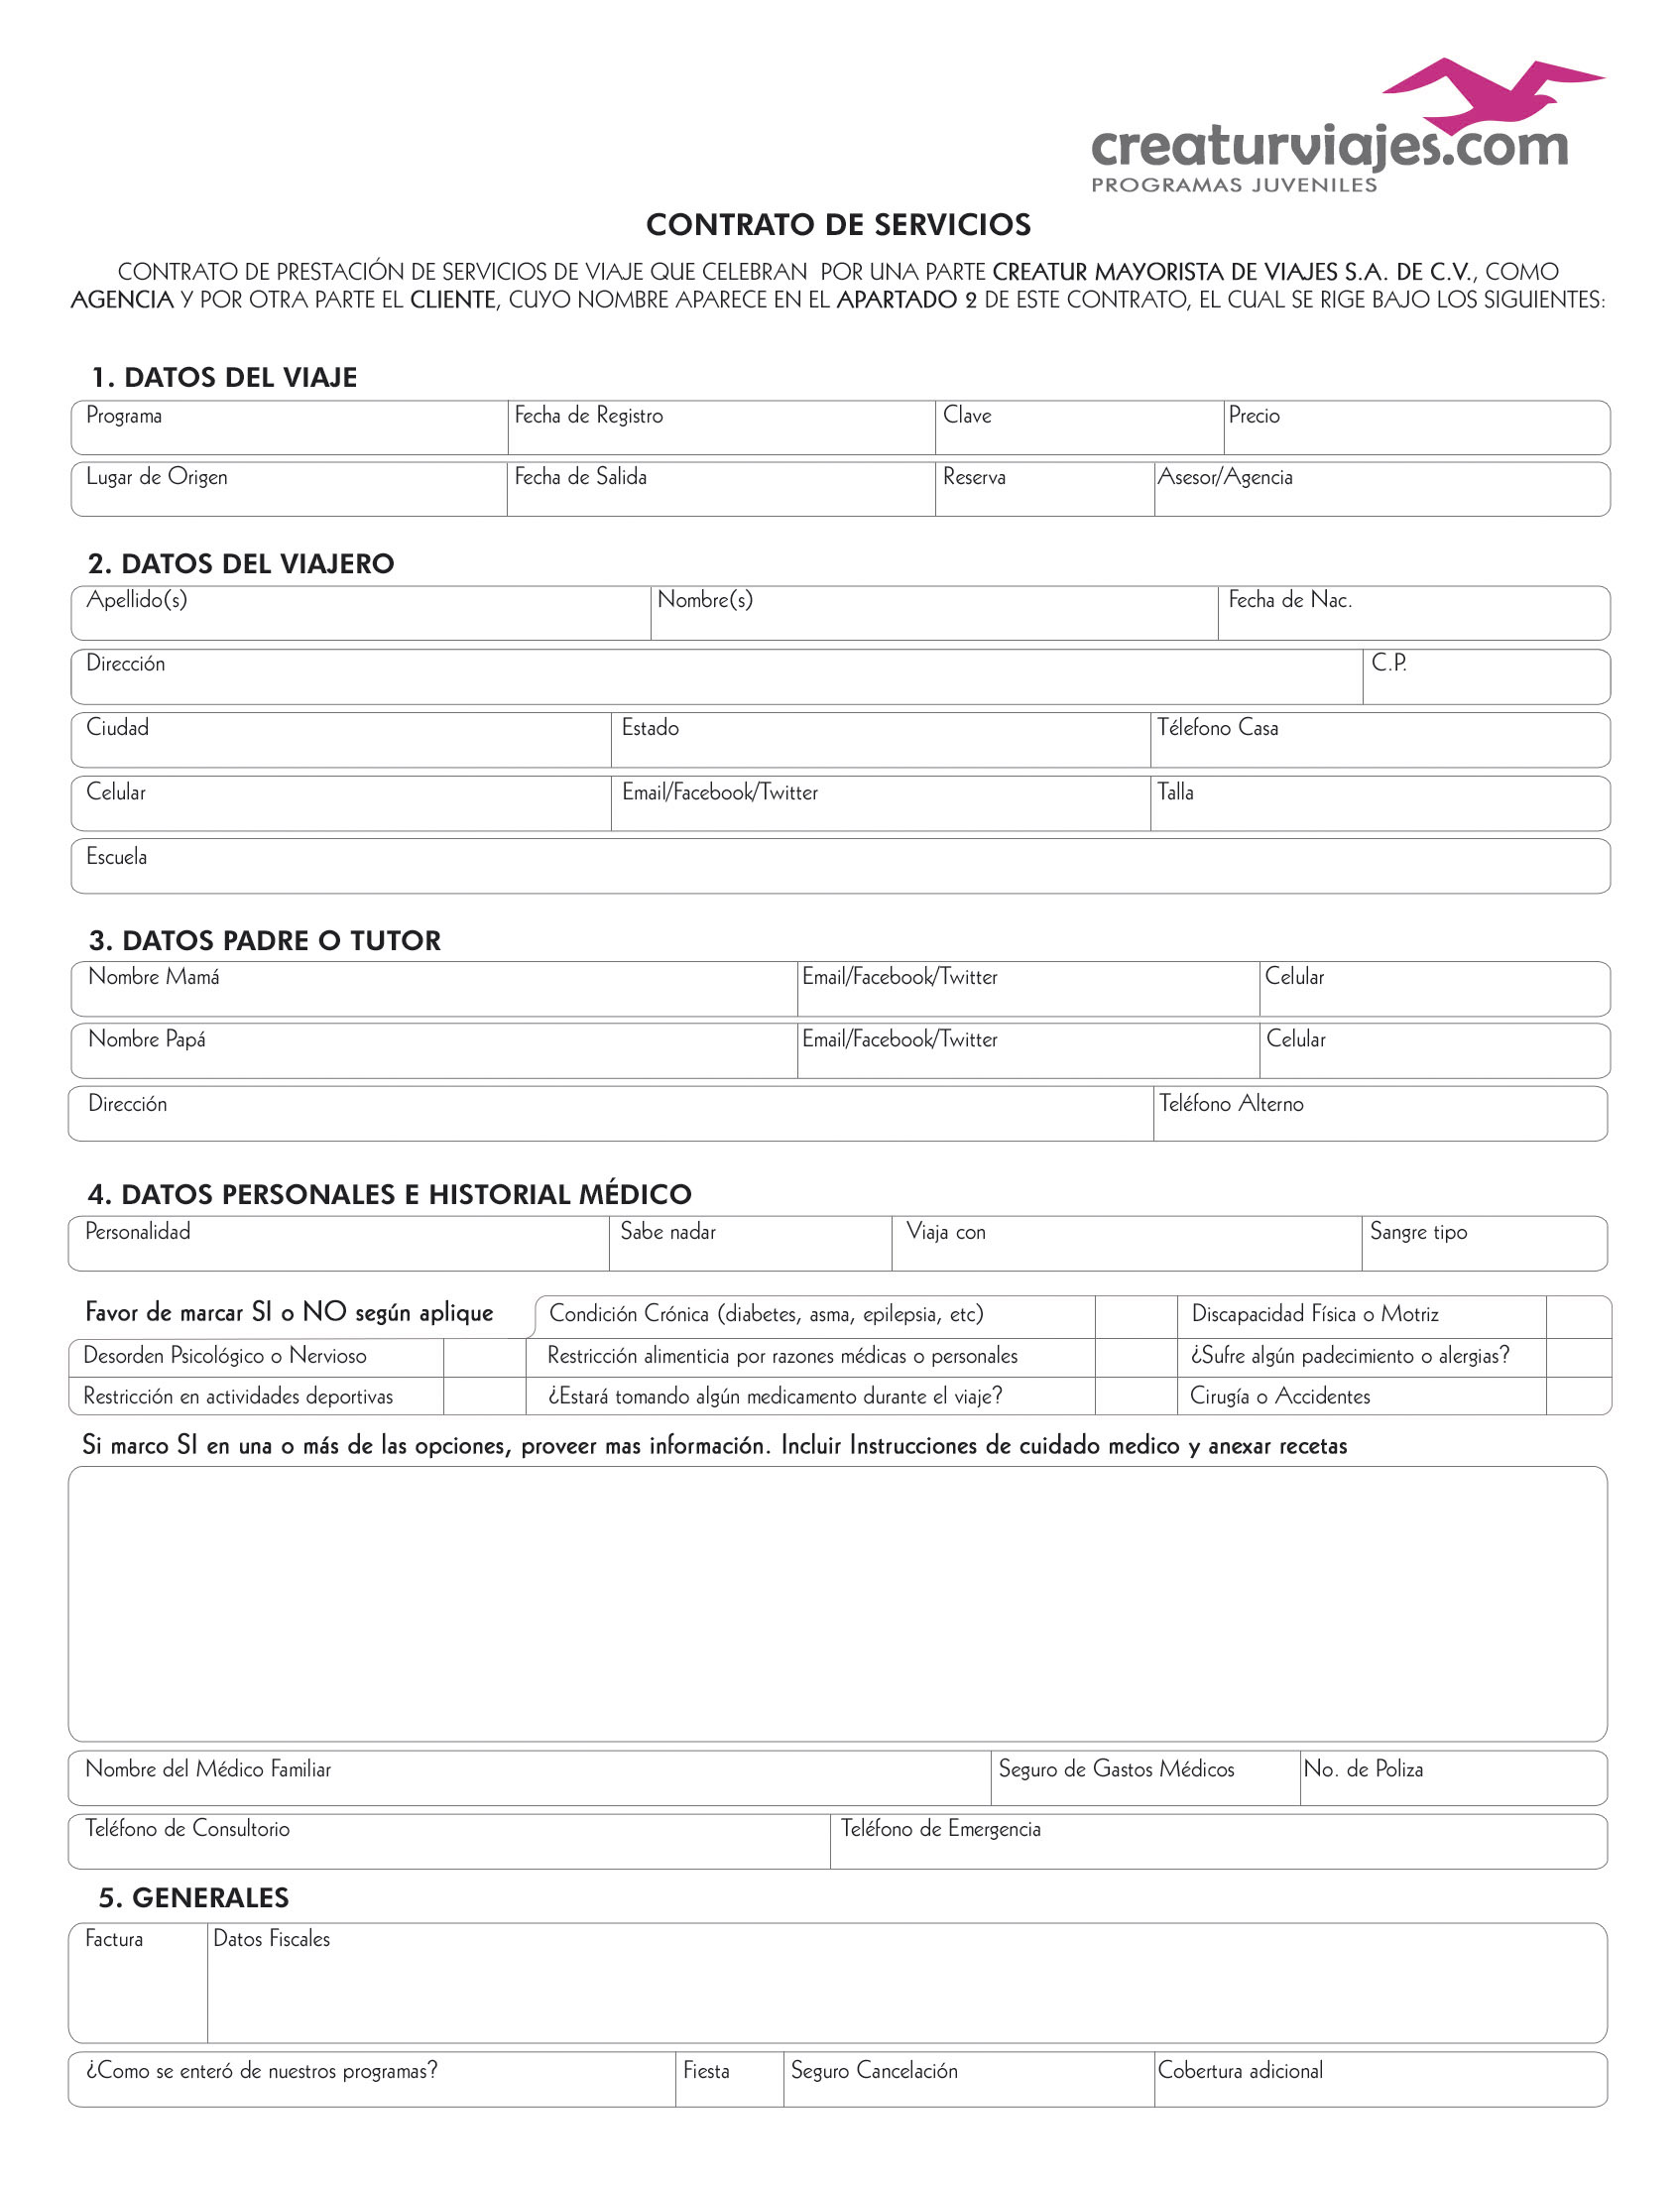 creaturviajes.com
PROGRAMAS JUVENILES
CONTRATO DE SERVICIOS
CONTRATO DE PRESTACIÓN DE SERVICIOS DE VIAJE QUE CELEBRAN POR UNA PARTE CREATUR MAYORISTA DE VIAJES S.A. DE C.V., COMO
AGENCIA Y POR OTRA PARTE EL CLIENTE, CUYO NOMBRE APARECE EN EL APARTADO 2 DE ESTE CONTRATO, EL CUAL SE RIGE BAJO LOS SIGUIENTES:
1. DATOS DEL VIAJE
Programa Fecha de Registro Clave Precio
Lugar de Origen Fecha de Salida Reserva Asesor/Agencia
2. DATOS DEL VIAJERO
Apellido(s) Nombre(s) Fecha de Nac.
Dirección C.P.
Ciudad Estado Télefono Casa
Celular Email/Facebook/Twitter Talla
Escuela
3. DATOS PADRE O TUTOR
Nombre Mamá Email/Facebook/Twitter Celular
Nombre Papá Email/Facebook/Twitter Celular
Dirección Teléfono Alterno
4. DATOS PERSONALES E HISTORIAL MÉDICO
Personalidad Sabe nadar Viaja con Sangre tipo
Favor de marcar SI o NO según aplique Condición Crónica (diabetes, asma, epilepsia, etc) Discapacidad Física o Motriz
Desorden Psicológico o Nervioso Restricción alimenticia por razones médicas o personales ¿Sufre algún padecimiento o alergias?
Restricción en actividades deportivas ¿Estará tomando algún medicamento durante el viaje? Cirugía o Accidentes
Si marco SI en una o más de las opciones, proveer mas información. Incluir Instrucciones de cuidado medico y anexar recetas
Nombre del Médico Familiar Seguro de Gastos Médicos No. de Poliza
Teléfono de Consultorio Teléfono de Emergencia
5. GENERALES
Factura Datos Fiscales
¿Como se enteró de nuestros programas? Fiesta Seguro Cancelación Cobertura adicional